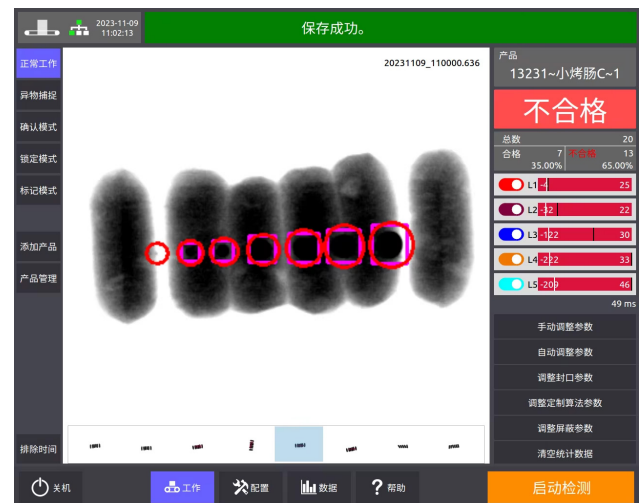 2023-11-09
11:02:13
保存成功。
正常工作
异物捕捉
确认模式
锁定模式
标记模式
添加产品
产品管理
排除时间
20231109_110000.636
产品
13231~小烤肠C~1
不合格
总数 20
合格 7 不合格 13
35.00% 65.00%
L1 -4 25
L2 -32 22
L3 -122 30
L4 -222 33
L5 -209 46
49 ms
手动调整参数
自动调整参数
调整封口参数
调整定制算法参数
调整屏蔽参数
清空统计数据
关机
工作
配置
数据
? 帮助
启动检测